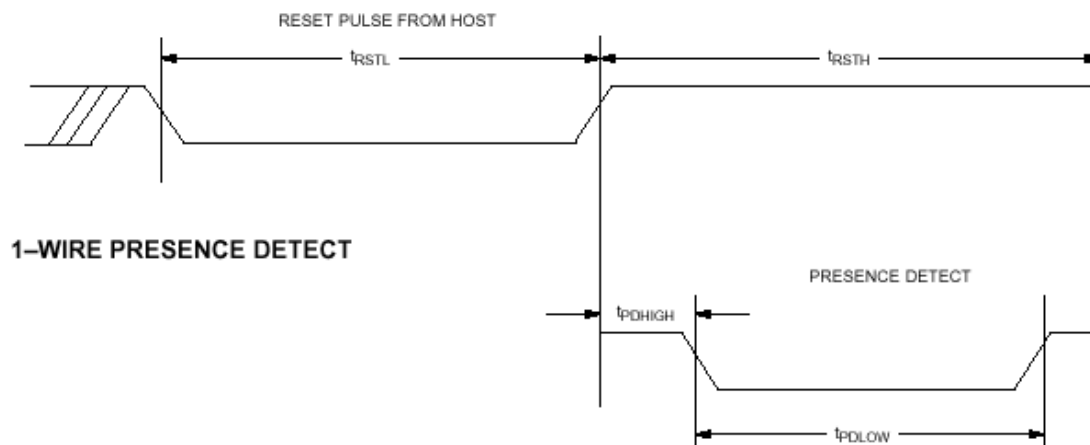 RESET PULSE FROM HOST
tRSTL
tRSTH
1–WIRE PRESENCE DETECT
PRESENCE DETECT
tPDHIGH
tPDLOW